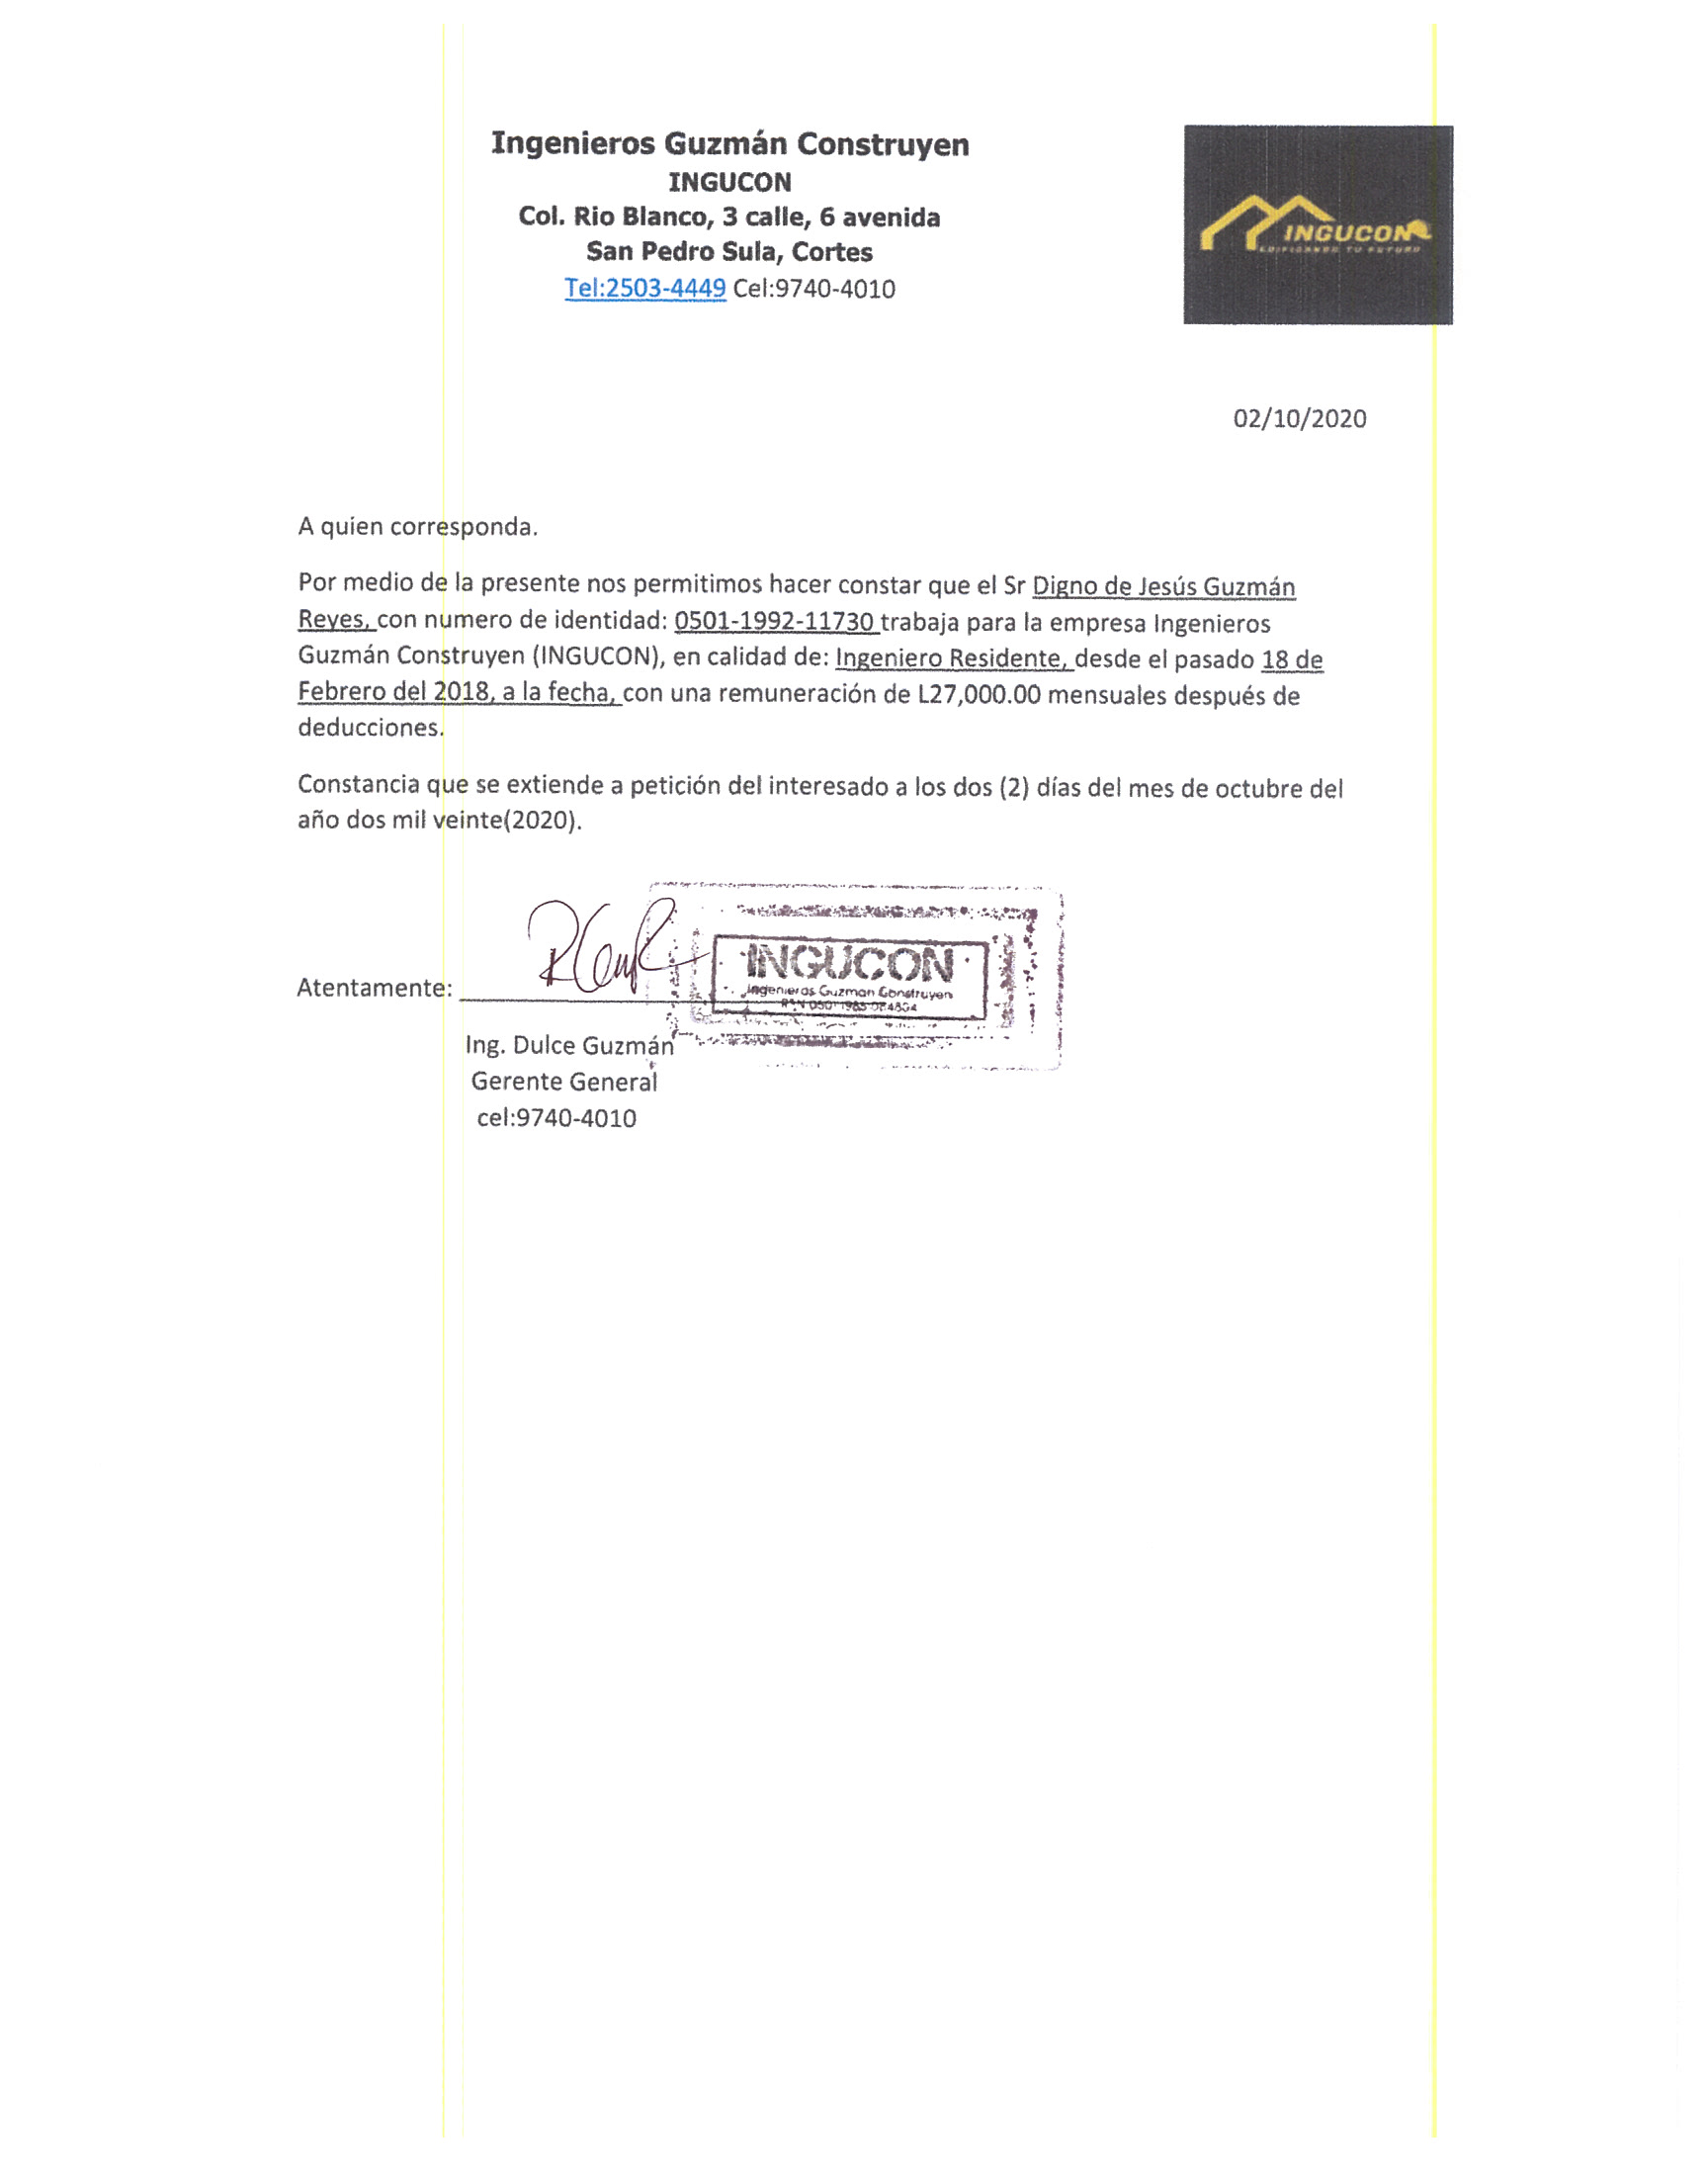 Ingenieros Guzmán Construyen
INGUCON
Col. Rio Blanco, 3 calle, 6 avenida
San Pedro Sula, Cortes
Tel:2503-4449 Cel:9740-4010
INGUCON
EDIFICANDO TU FUTURO
02/10/2020
A quien corresponda.
Por medio de la presente nos permitimos hacer constar que el Sr Digno de Jesús Guzmán
Reyes, con numero de identidad: 0501-1992-11730 trabaja para la empresa Ingenieros
Guzmán Construyen (INGUCON), en calidad de: Ingeniero Residente, desde el pasado 18 de
Febrero del 2018, a la fecha, con una remuneración de L27,000.00 mensuales después de
deducciones.
Constancia que se extiende a petición del interesado a los dos (2) días del mes de octubre del
año dos mil veinte(2020).
INGUCON
Ingenieros Guzman Construyen
Atentamente:
Ing. Dulce Guzmán
Gerente General
cel:9740-4010